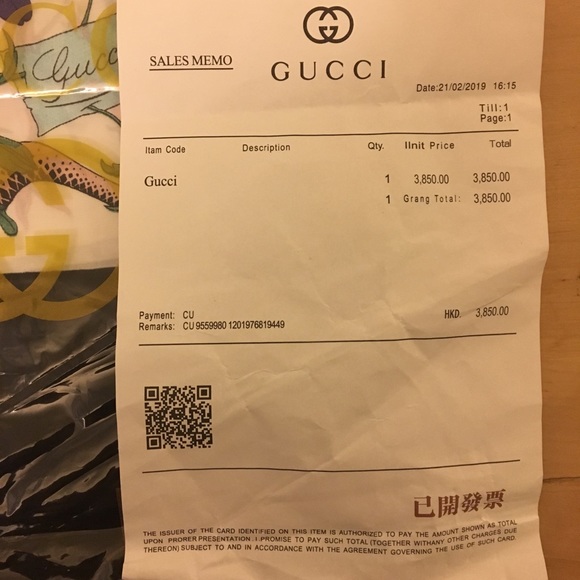 Gucc
SALES MEMO
GUCCI
Date:21/02/2019 16:15
Till:1
Page:1
Itam Code Description Qty. IInit Price Total
Gucci 1 3,850.00 3,850.00
1 Grang Total: 3,850.00
Payment: CU HKD. 3,850.00
Remarks: CU 9559980 1201976819449
已開發票
THE ISSUER OF THE CARD IDENTIFIED ON THIS ITEM IS AUTHORIZED TO PAY THE AMOUNT SHOWN AS TOTAL
UPON PRORER PRESENTATION . I PROMISE TO PAY SUCH TOTAL (TOGETHER WITHANY OTHER CHARGES DUE
THEREON) SUBJECT TO AND IN ACCORDANCE WITH THE AGREEMENT GOVERNING THE USE OF SUCH CARD.